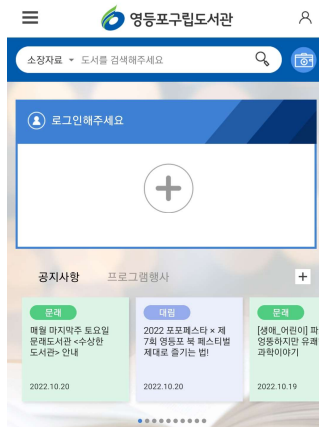 영등포구립도서관
소장자료 도서를 검색해주세요
로그인해주세요
공지사항 프로그램행사
문래
매월 마지막주 토요일
문래도서관 <수상한
도서관> 안내
2022.10.20
대림
2022 포포페스타 × 제
7회 영등포 북 페스티벌
제대로 즐기는 법!
2022.10.20
문래
[생애_어린이] 파
엉뚱하지만 유쾌
과학이야기
2022.10.19